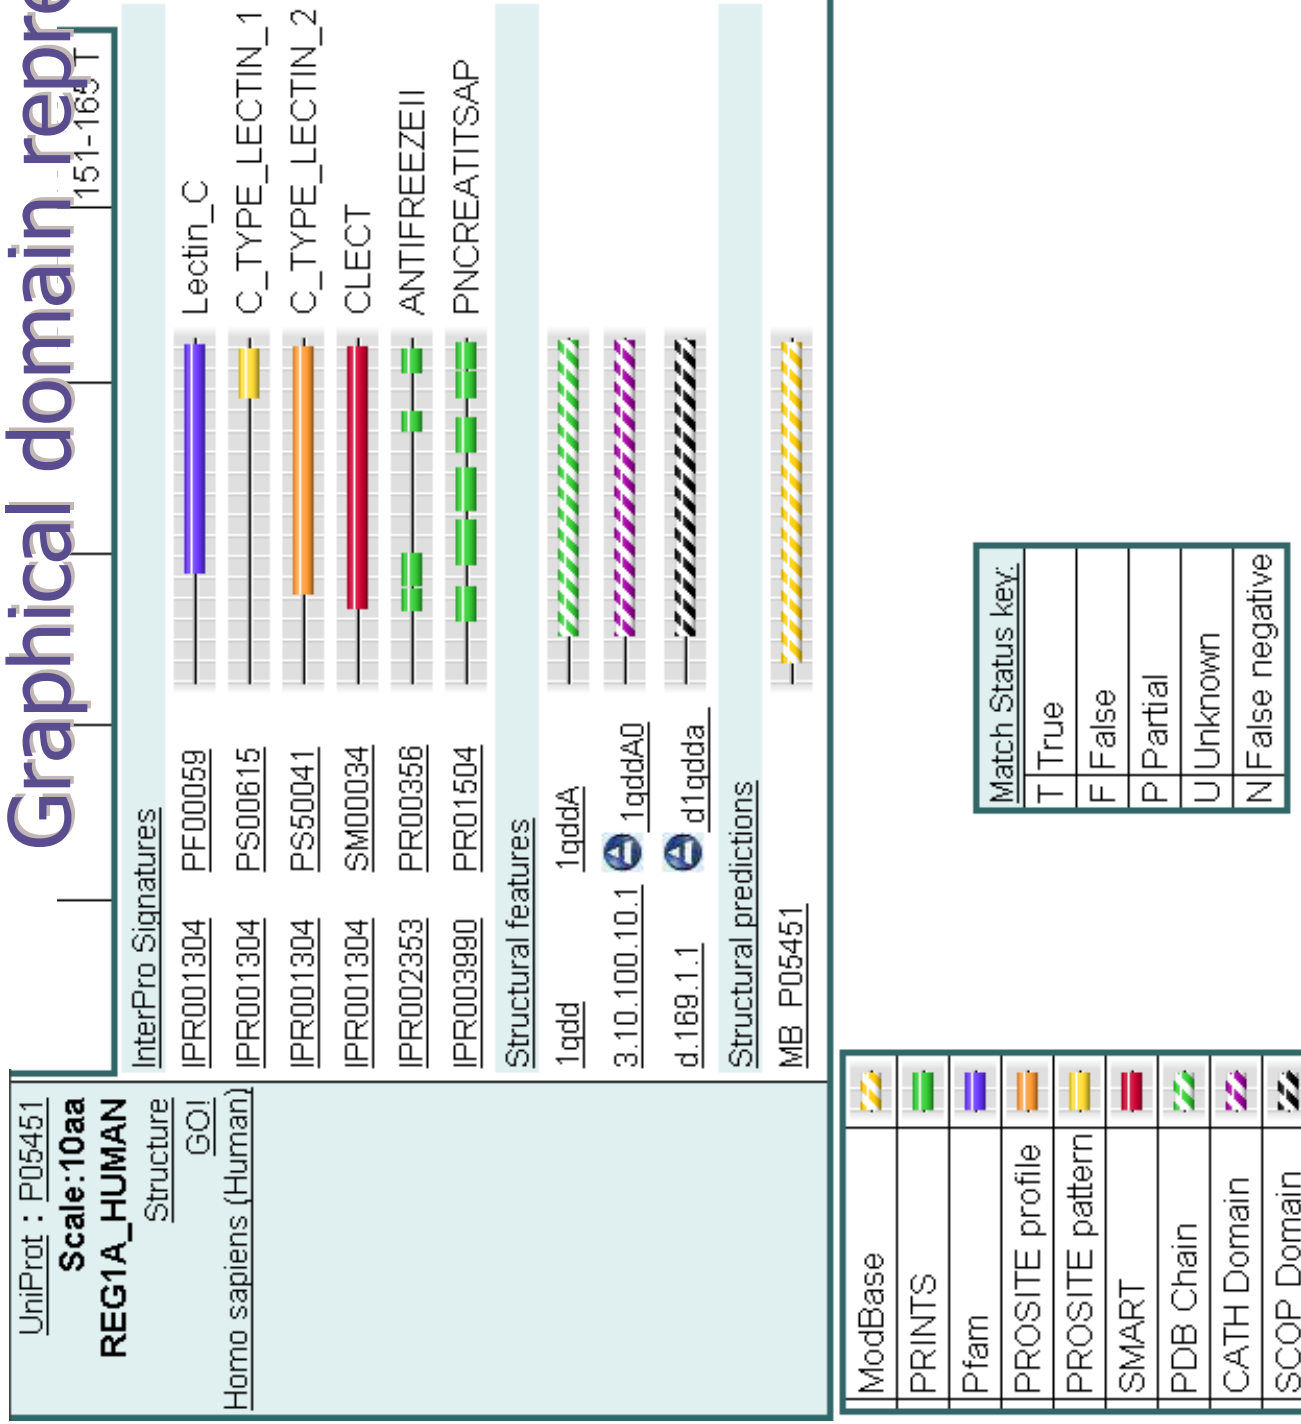 Graphical domain repre
151-165 T
UniProt : P05451
Scale:10aa
REG1A_HUMAN
Structure
GO!
Homo sapiens (Human)
InterPro Signatures
IPR001304 PF00059 Lectin_C
IPR001304 PS00615 C_TYPE_LECTIN_1
IPR001304 PS50041 C_TYPE_LECTIN_2
IPR001304 SM00034 CLECT
IPR002353 PR00356 ANTIFREEZEII
IPR003990 PR01504 PNCREATITSAP
Structural features
1qdd 1qddA
3.10.100.10.1 1qddA0
d.169.1.1 d1qdda
Structural predictions
MB_P05451
ModBase
PRINTS
Pfam
PROSITE profile
PROSITE pattern
SMART
PDB Chain
CATH Domain
SCOP Domain
Match Status key:
T True
F False
P Partial
U Unknown
N False negative